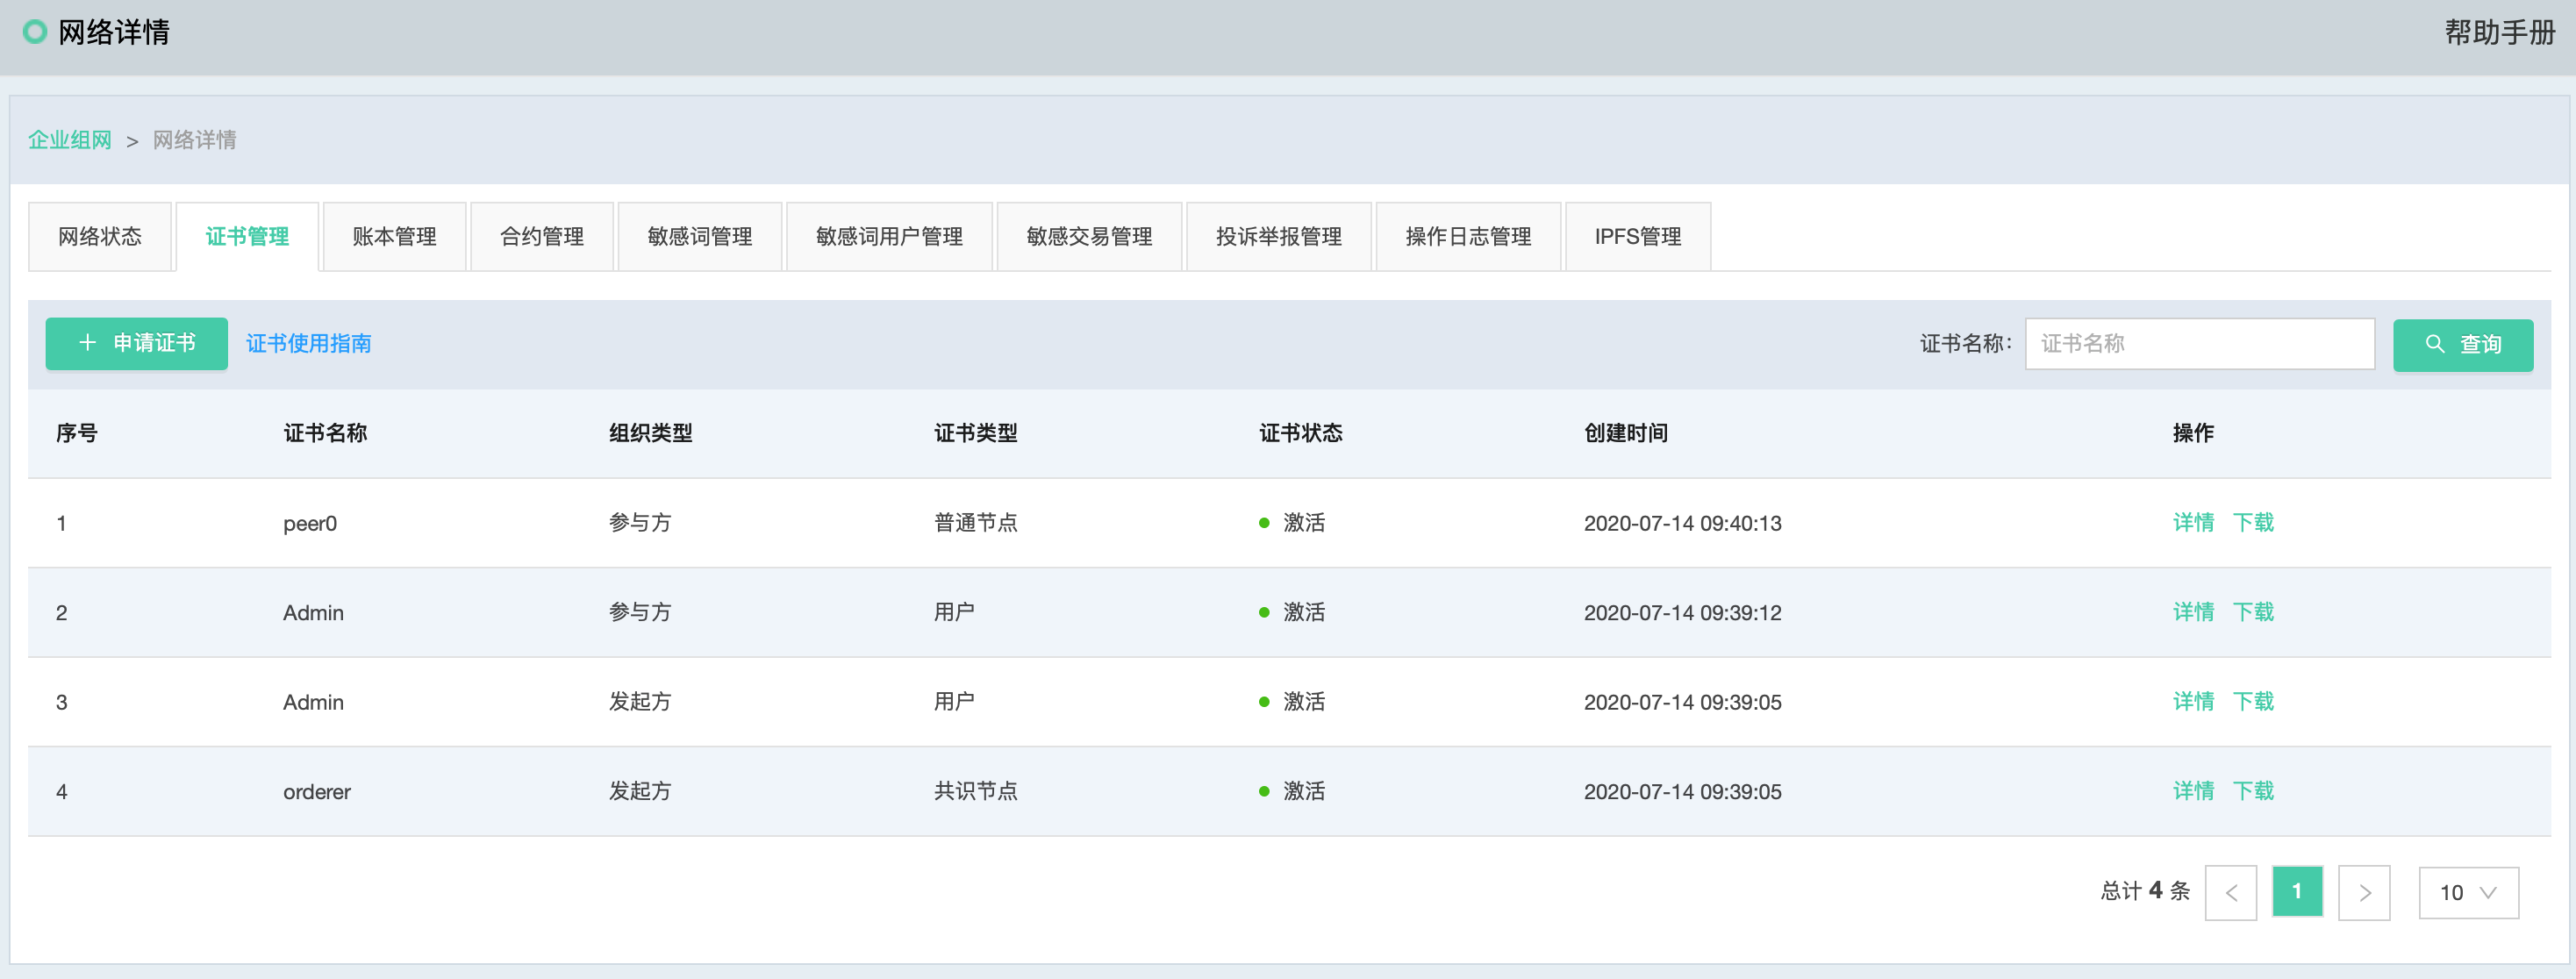 网络详情 帮助手册
企业组网 > 网络详情
网络状态 证书管理 账本管理 合约管理 敏感词管理 敏感词用户管理 敏感交易管理 投诉举报管理 操作日志管理 IPFS管理
+ 申请证书 证书使用指南 证书名称: 证书名称 查询
序号 证书名称 组织类型 证书类型 证书状态 创建时间 操作
1 peer0 参与方 普通节点 激活 2020-07-14 09:40:13 详情 下载
2 Admin 参与方 用户 激活 2020-07-14 09:39:12 详情 下载
3 Admin 发起方 用户 激活 2020-07-14 09:39:05 详情 下载
4 orderer 发起方 共识节点 激活 2020-07-14 09:39:05 详情 下载
总计 4 条 < 1 > 10